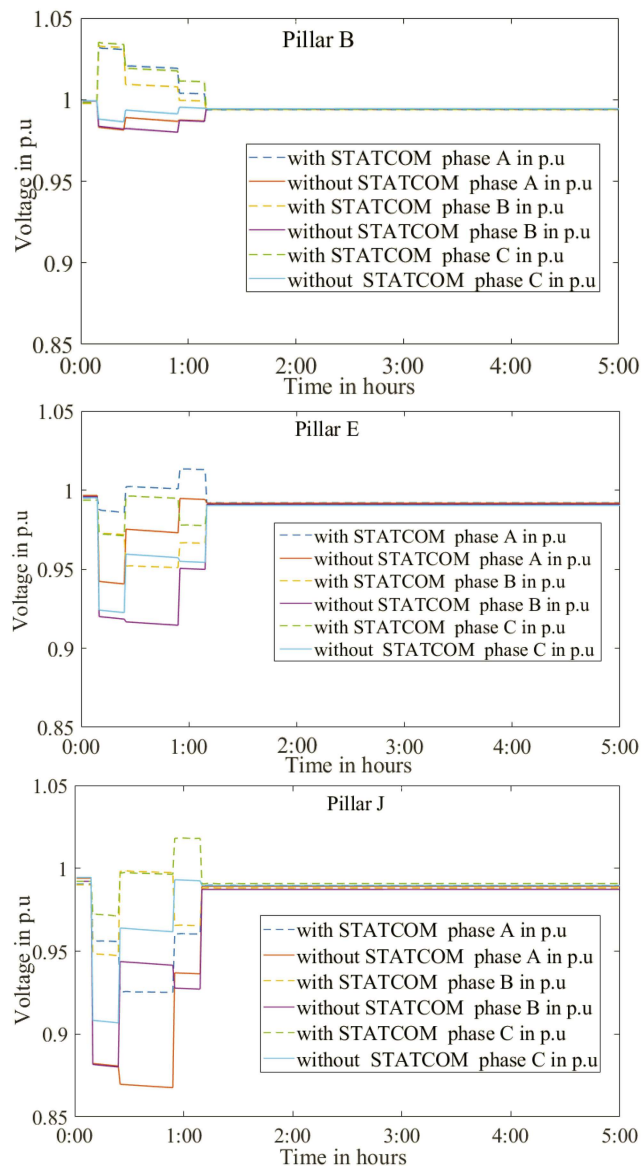 1.05
Pillar B
1
0.95
0.9
0.85
Voltage in p.u
with STATCOM phase A in p.u
without STATCOM phase A in p.u
with STATCOM phase B in p.u
without STATCOM phase B in p.u
with STATCOM phase C in p.u
without STATCOM phase C in p.u
0:00 1:00 2:00 3:00 4:00 5:00
Time in hours
1.05
Pillar E
1
0.95
0.9
0.85
Voltage in p.u
with STATCOM phase A in p.u
without STATCOM phase A in p.u
with STATCOM phase B in p.u
without STATCOM phase B in p.u
with STATCOM phase C in p.u
without STATCOM phase C in p.u
0:00 1:00 2:00 3:00 4:00 5:00
Time in hours
1.05
Pillar J
1
0.95
0.9
0.85
Voltage in p.u
with STATCOM phase A in p.u
without STATCOM phase A in p.u
with STATCOM phase B in p.u
without STATCOM phase B in p.u
with STATCOM phase C in p.u
without STATCOM phase C in p.u
0:00 1:00 2:00 3:00 4:00 5:00
Time in hours